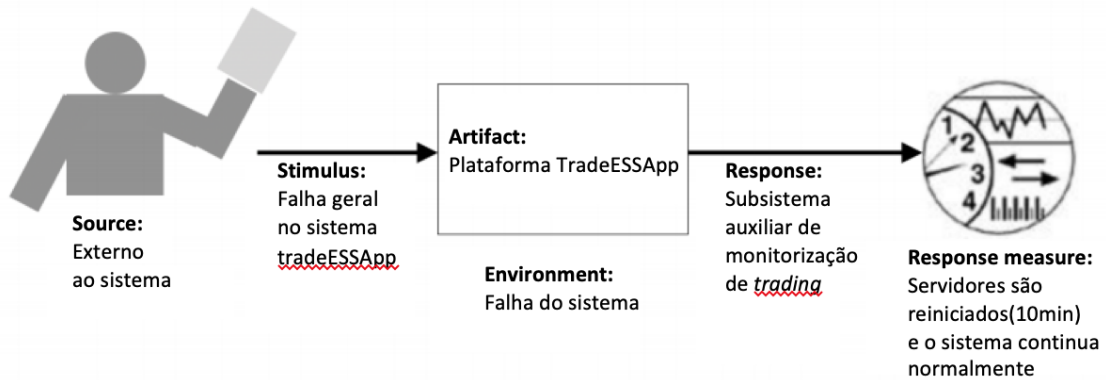 Source:
Externo
ao sistema
Stimulus:
Falha geral
no sistema
tradeESSApp
Artifact:
Plataforma TradeESSApp
Environment:
Falha do sistema
Response:
Subsistema
auxiliar de
monitorização
de trading
1
2
3
4
Response measure:
Servidores são
reiniciados(10min)
e o sistema continua
normalmente